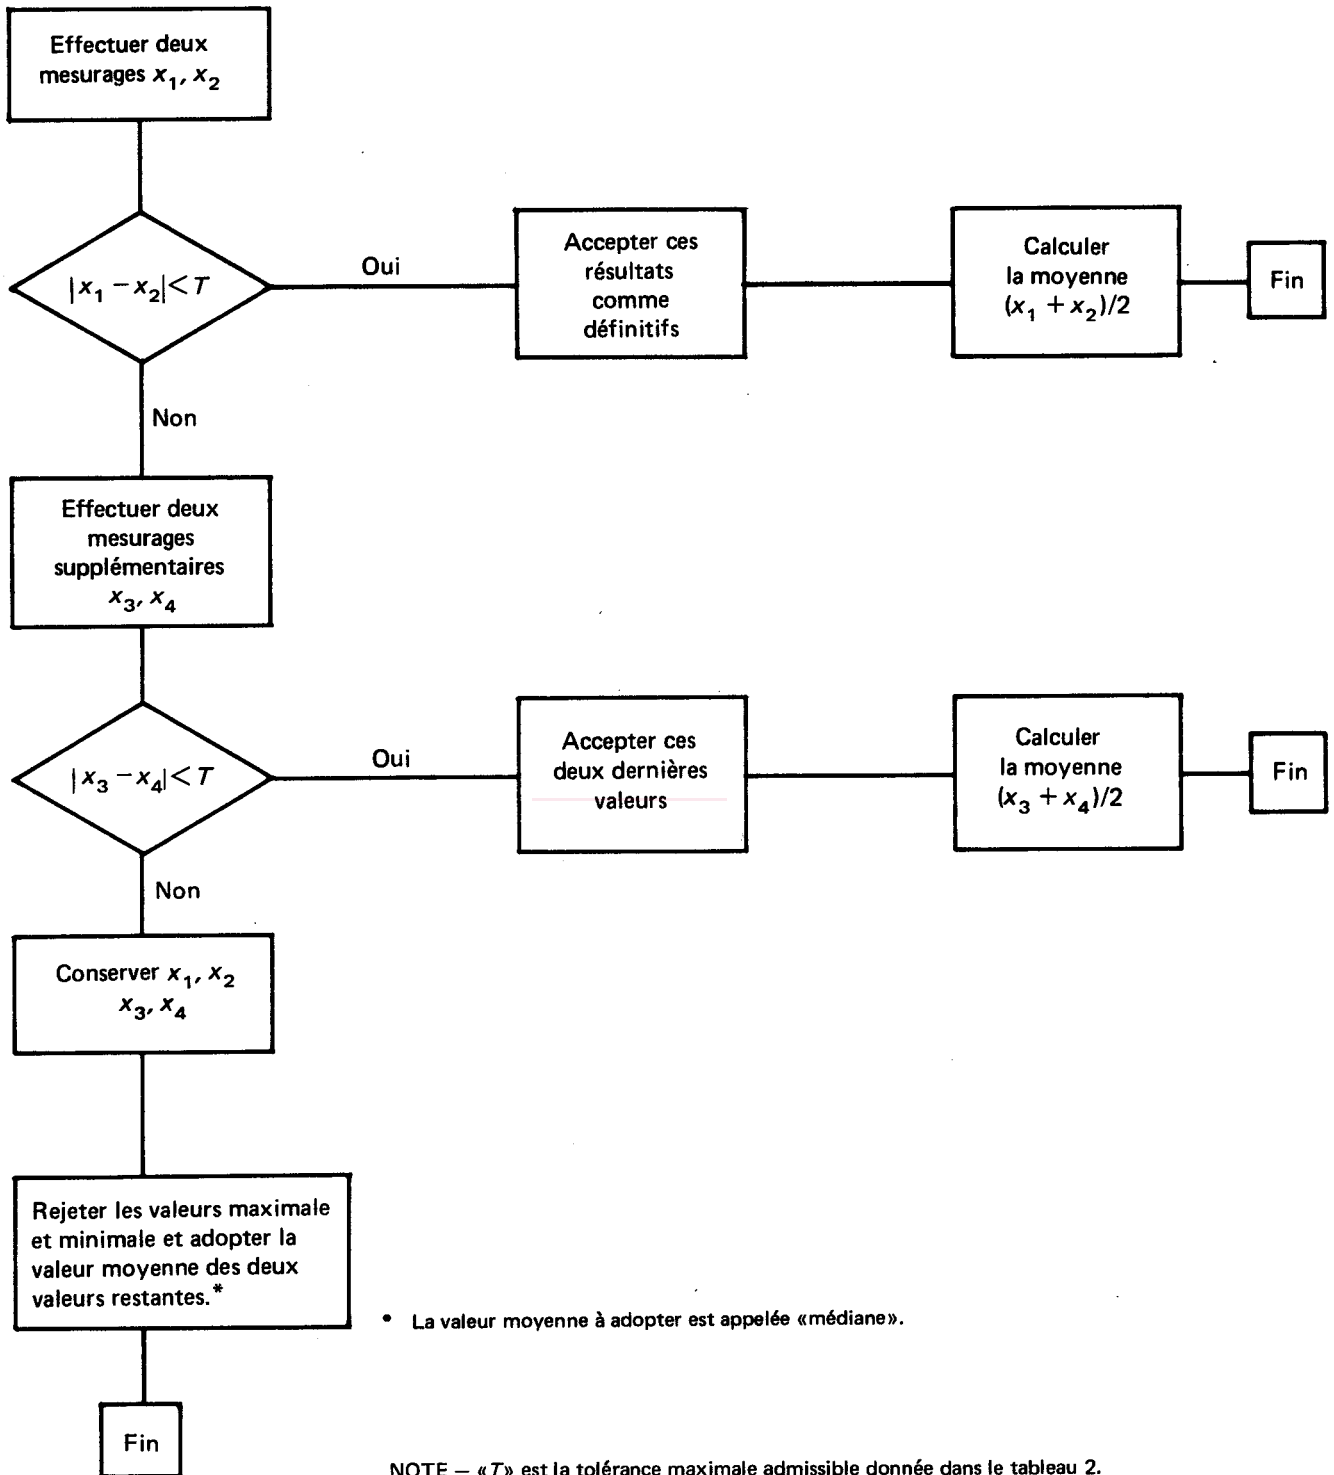 Effectuer deux
mesurages x₁, x₂
|x₁ − x₂| < T
Oui
Accepter ces
résultats
comme
définitifs
Calculer
la moyenne
(x₁ + x₂)/2
Fin
Non
Effectuer deux
mesurages
supplémentaires
x₃, x₄
|x₃ − x₄| < T
Oui
Accepter ces
deux dernières
valeurs
Calculer
la moyenne
(x₃ + x₄)/2
Fin
Non
Conserver x₁, x₂
x₃, x₄
Rejeter les valeurs maximale
et minimale et adopter la
valeur moyenne des deux
valeurs restantes.*
* La valeur moyenne à adopter est appelée «médiane».
Fin
NOTE – «T» est la tolérance maximale admissible donnée dans le tableau 2.